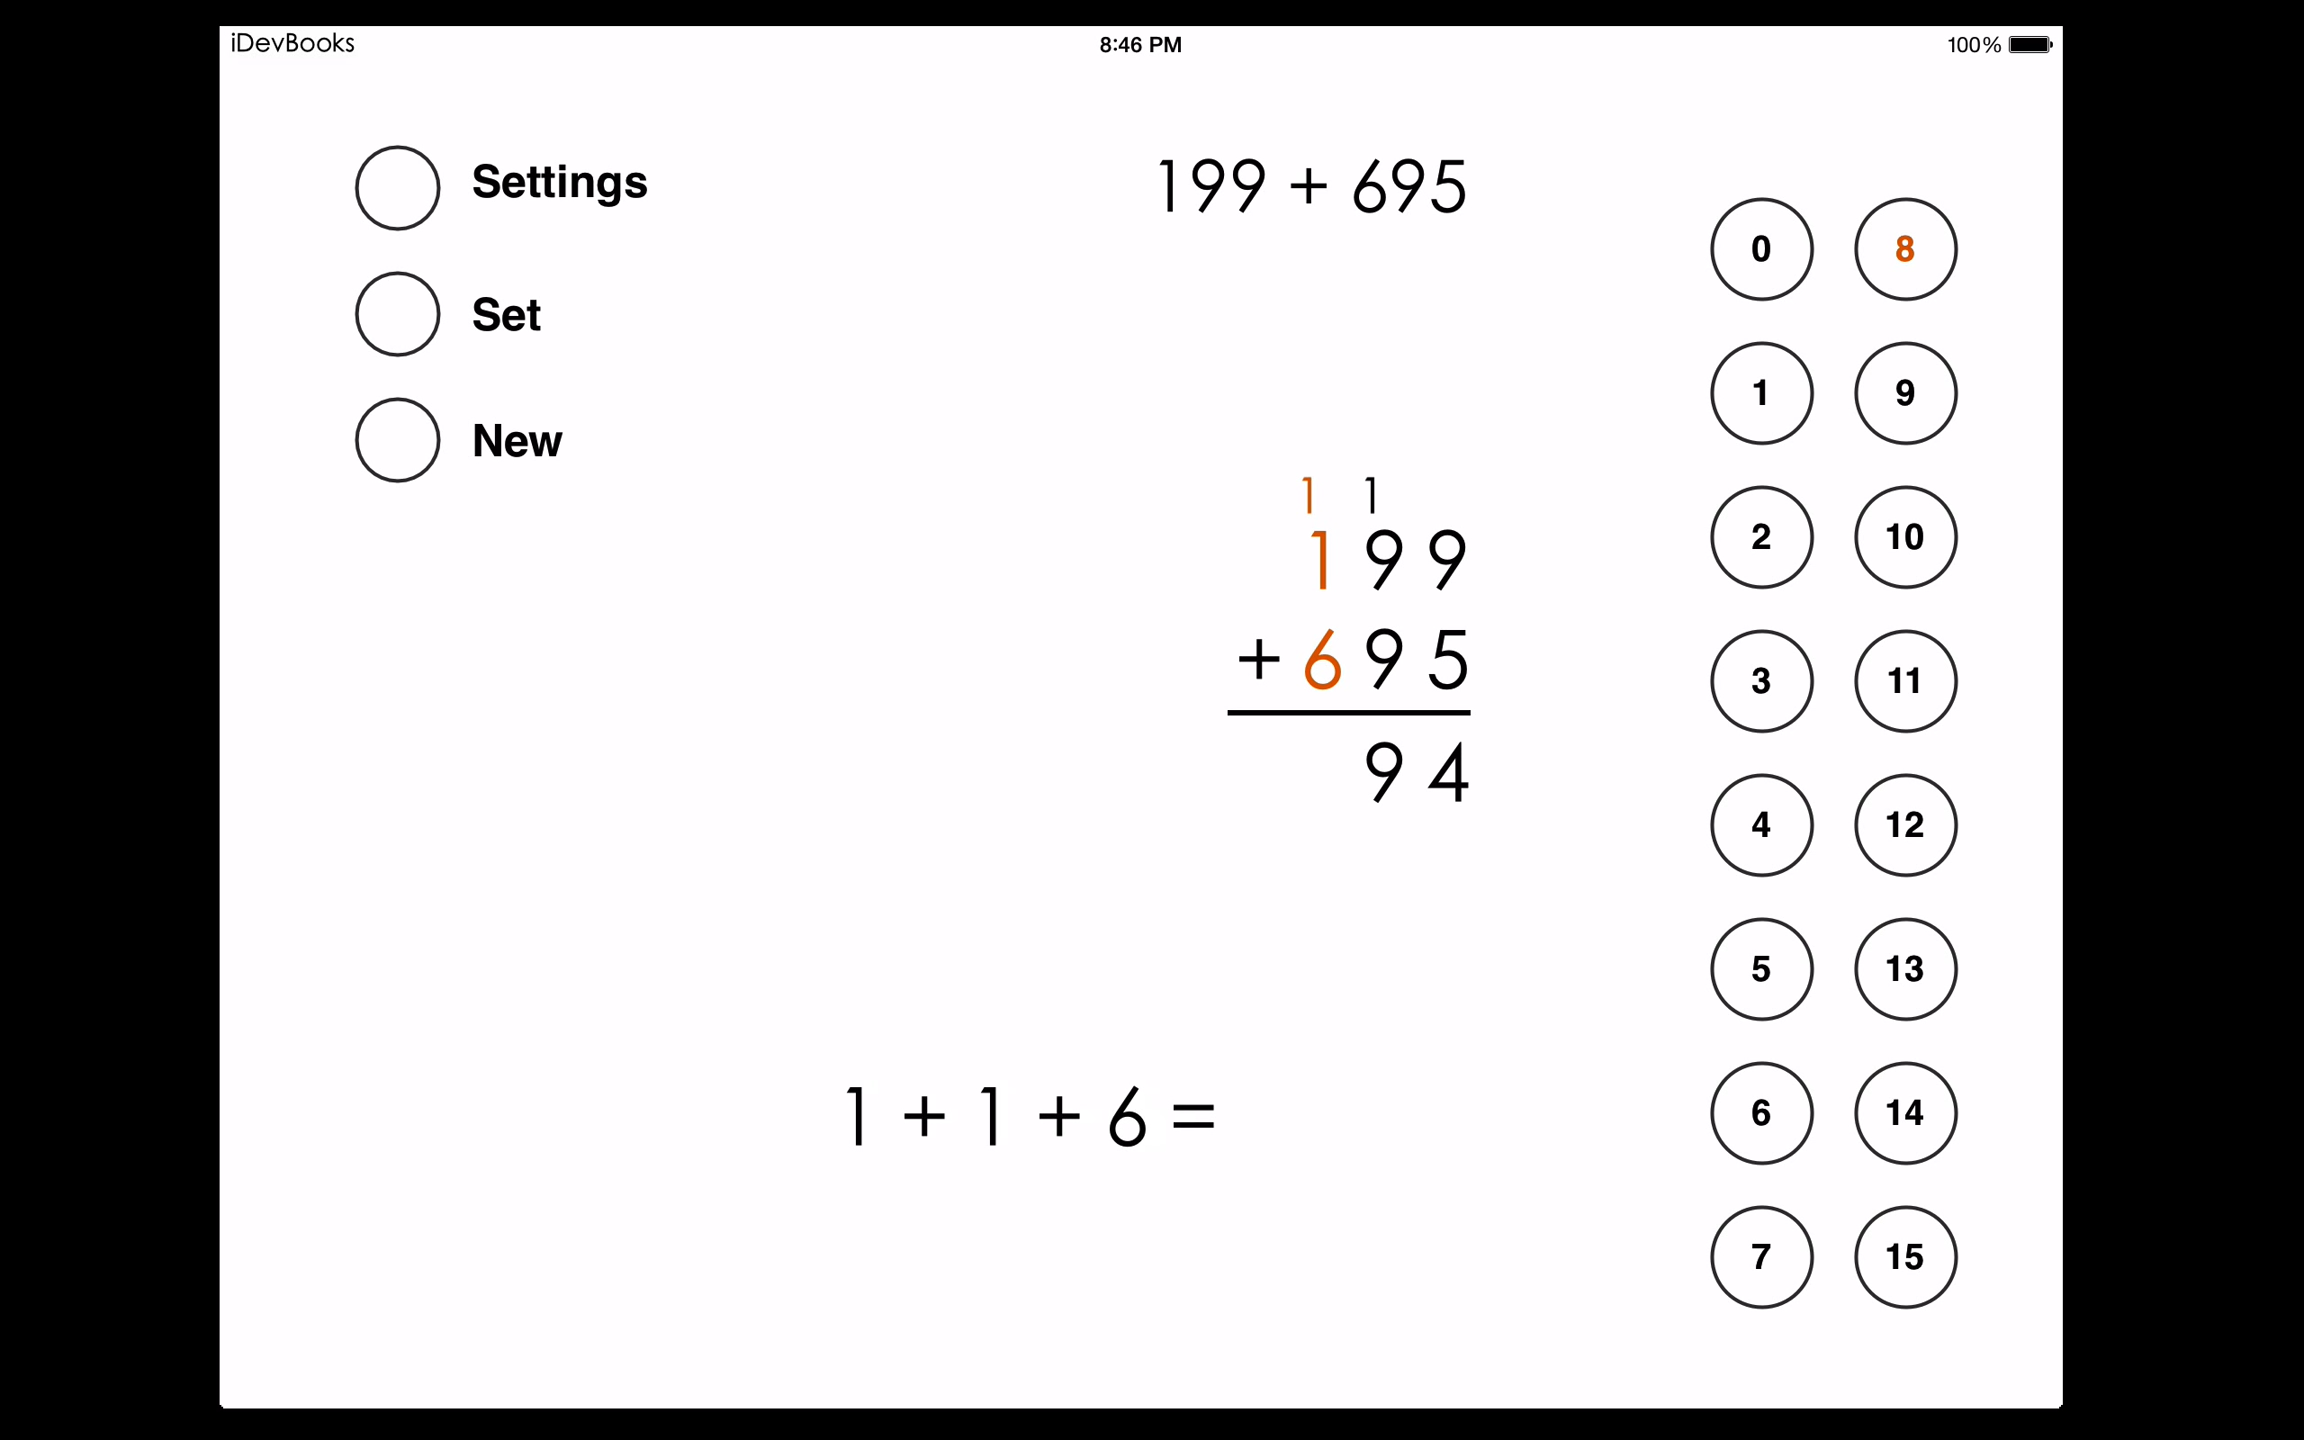 iDevBooks 8:46 PM 100%
Settings
Set
New
199 + 695
1 1
1 9 9
+ 6 9 5
9 4
1 + 1 + 6 =
0 8
1 9
2 10
3 11
4 12
5 13
6 14
7 15